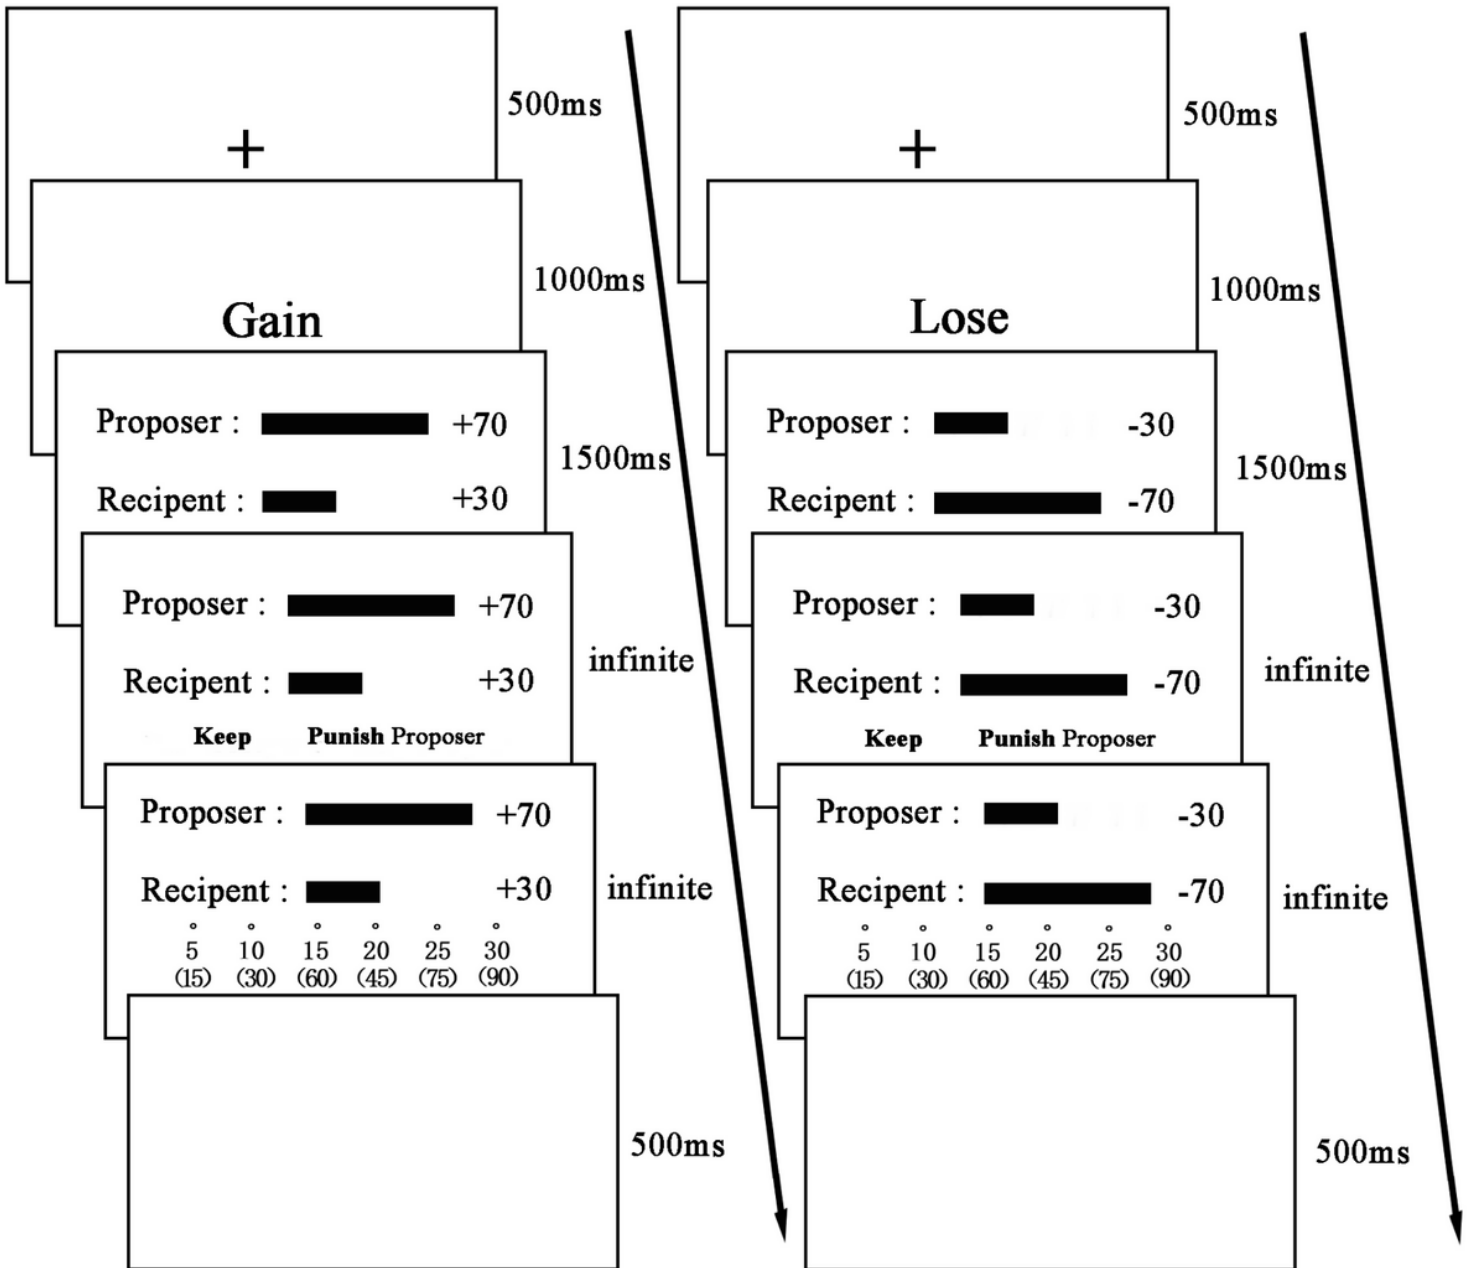 +
500ms
Gain
1000ms
Proposer : +70
Recipent : +30
1500ms
Proposer : +70
Recipent : +30
Keep Punish Proposer
infinite
Proposer : +70
Recipent : +30
5 10 15 20 25 30
(15) (30) (60) (45) (75) (90)
infinite
500ms
+
500ms
Lose
1000ms
Proposer : -30
Recipent : -70
1500ms
Proposer : -30
Recipent : -70
Keep Punish Proposer
infinite
Proposer : -30
Recipent : -70
5 10 15 20 25 30
(15) (30) (60) (45) (75) (90)
infinite
500ms